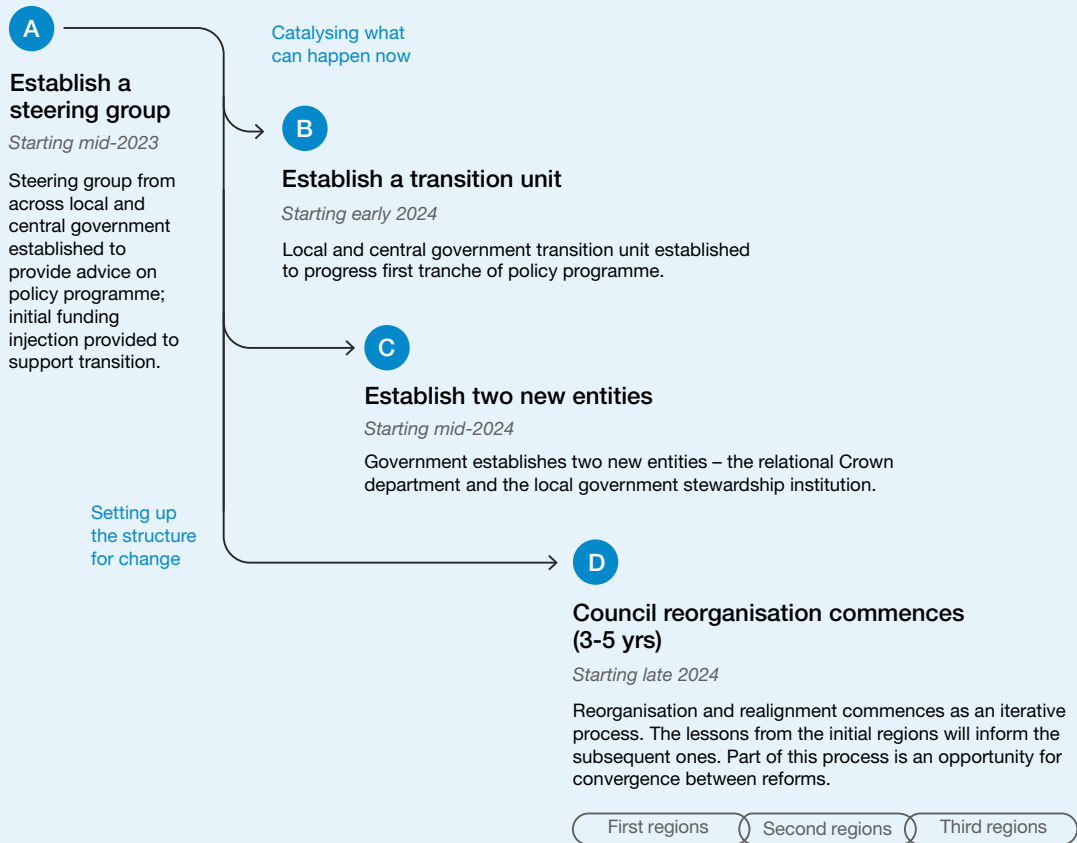 A
Establish a
steering group
Starting mid-2023
Steering group from
across local and
central government
established to
provide advice on
policy programme;
initial funding
injection provided to
support transition.
Catalysing what
can happen now
B
Establish a transition unit
Starting early 2024
Local and central government transition unit established
to progress first tranche of policy programme.
C
Establish two new entities
Starting mid-2024
Government establishes two new entities – the relational Crown
department and the local government stewardship institution.
Setting up
the structure
for change
D
Council reorganisation commences
(3-5 yrs)
Starting late 2024
Reorganisation and realignment commences as an iterative
process. The lessons from the initial regions will inform the
subsequent ones. Part of this process is an opportunity for
convergence between reforms.
First regions Second regions Third regions